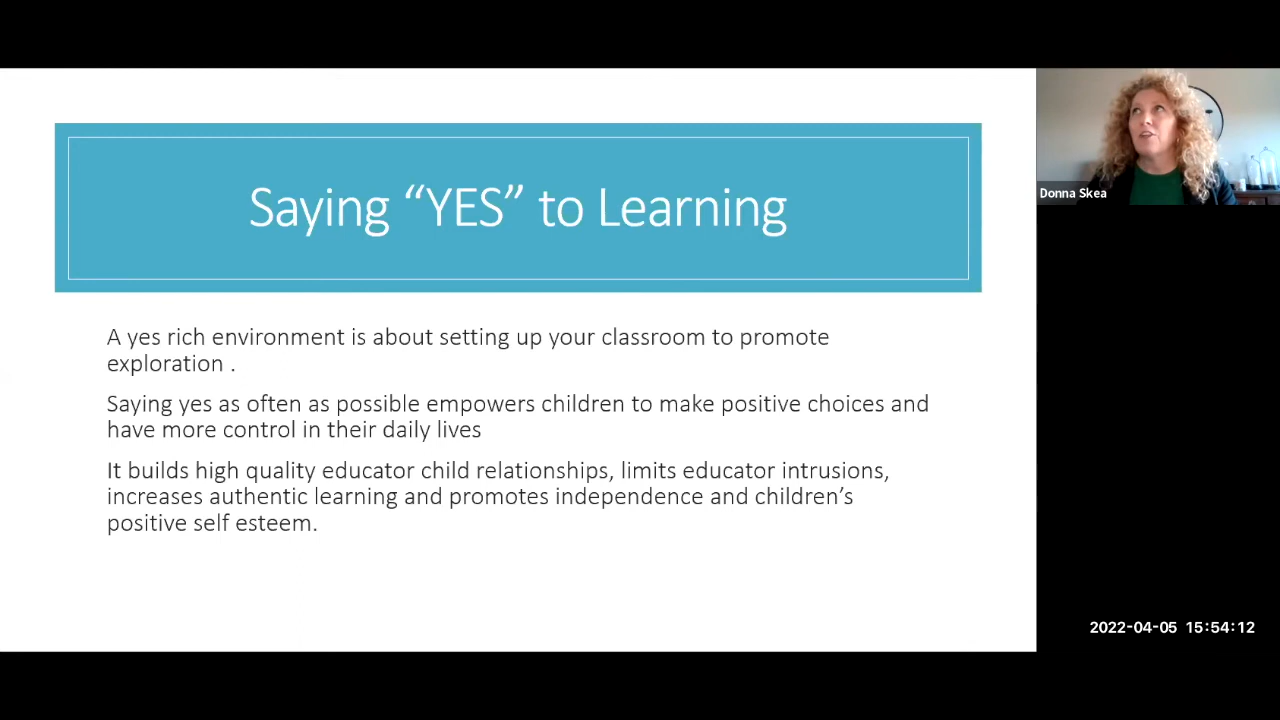 Saying “YES” to Learning
A yes rich environment is about setting up your classroom to promote
exploration .
Saying yes as often as possible empowers children to make positive choices and
have more control in their daily lives
It builds high quality educator child relationships, limits educator intrusions,
increases authentic learning and promotes independence and children’s
positive self esteem.
Donna Skea
2022-04-05 15:54:12